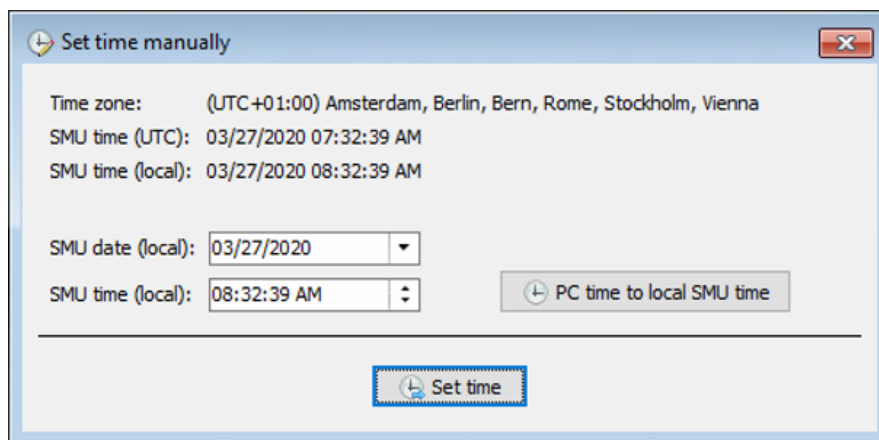 Set time manually
Time zone: (UTC+01:00) Amsterdam, Berlin, Bern, Rome, Stockholm, Vienna
SMU time (UTC): 03/27/2020 07:32:39 AM
SMU time (local): 03/27/2020 08:32:39 AM
SMU date (local): 03/27/2020
SMU time (local): 08:32:39 AM PC time to local SMU time
Set time